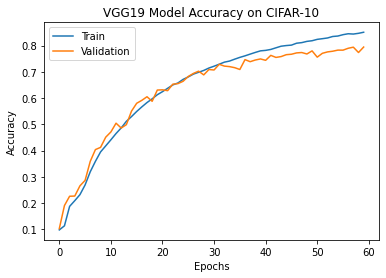 VGG19 Model Accuracy on CIFAR-10
Train
Validation
Accuracy
0.8
0.7
0.6
0.5
0.4
0.3
0.2
0.1
0 10 20 30 40 50 60
Epochs